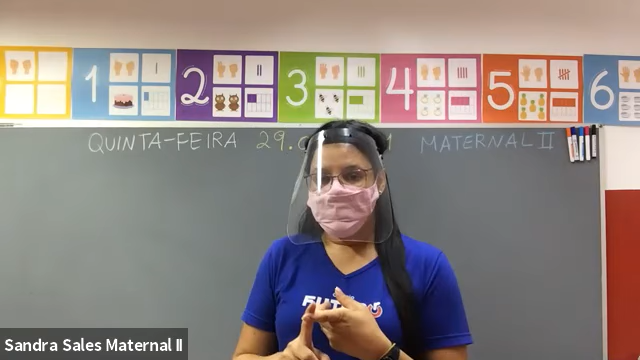 1 2 3 4 5 6
QUINTA-FEIRA 29. MATERNAL II
Sandra Sales Maternal II